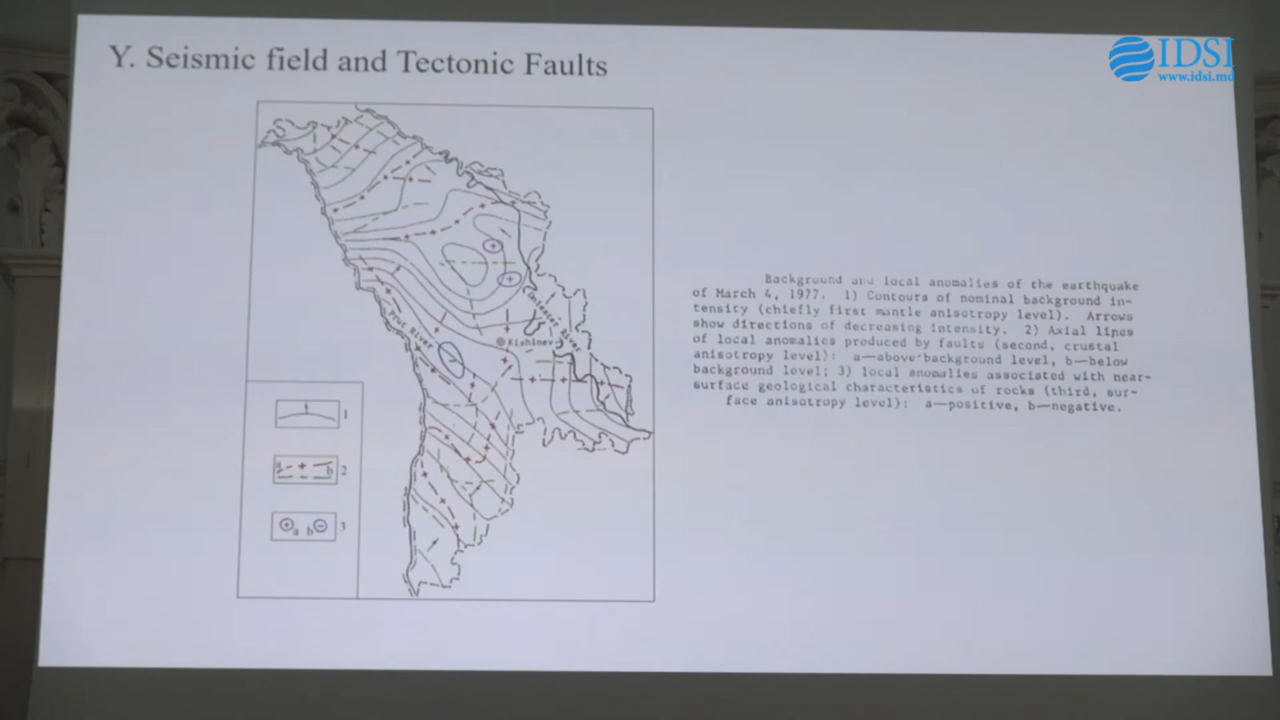 Y. Seismic field and Tectonic Faults
IDSI
www.idsi.md
Prut River
Dniester River
Kishinev
1
a b 2
a b 3
Background and local anomalies of the earthquake
of March 4, 1977. 1) Contours of nominal background in-
tensity (chiefly first mantle anisotropy level). Arrows
show directions of decreasing intensity. 2) Axial lines
of local anomalies produced by faults (second, crustal
anisotropy level): a—above background level, b—below
background level; 3) local anomalies associated with near-
surface geological characteristics of rocks (third, sur-
face anisotropy level): a—positive, b—negative.